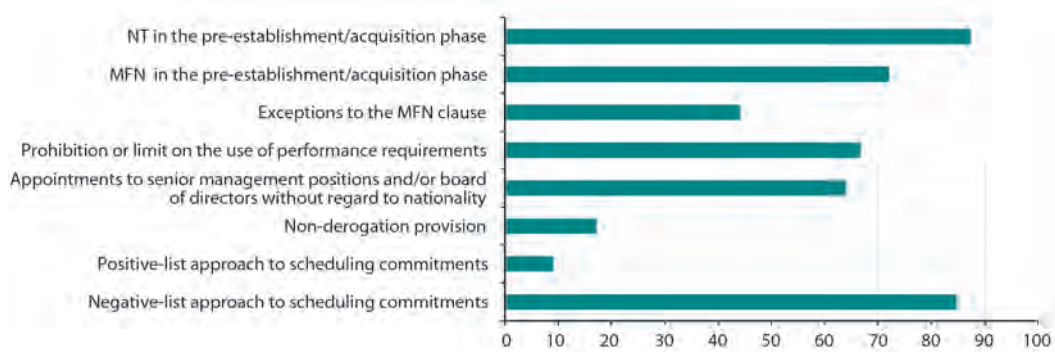 NT in the pre-establishment/acquisition phase
MFN in the pre-establishment/acquisition phase
Exceptions to the MFN clause
Prohibition or limit on the use of performance requirements
Appointments to senior management positions and/or board
of directors without regard to nationality
Non-derogation provision
Positive-list approach to scheduling commitments
Negative-list approach to scheduling commitments
0 10 20 30 40 50 60 70 80 90 100